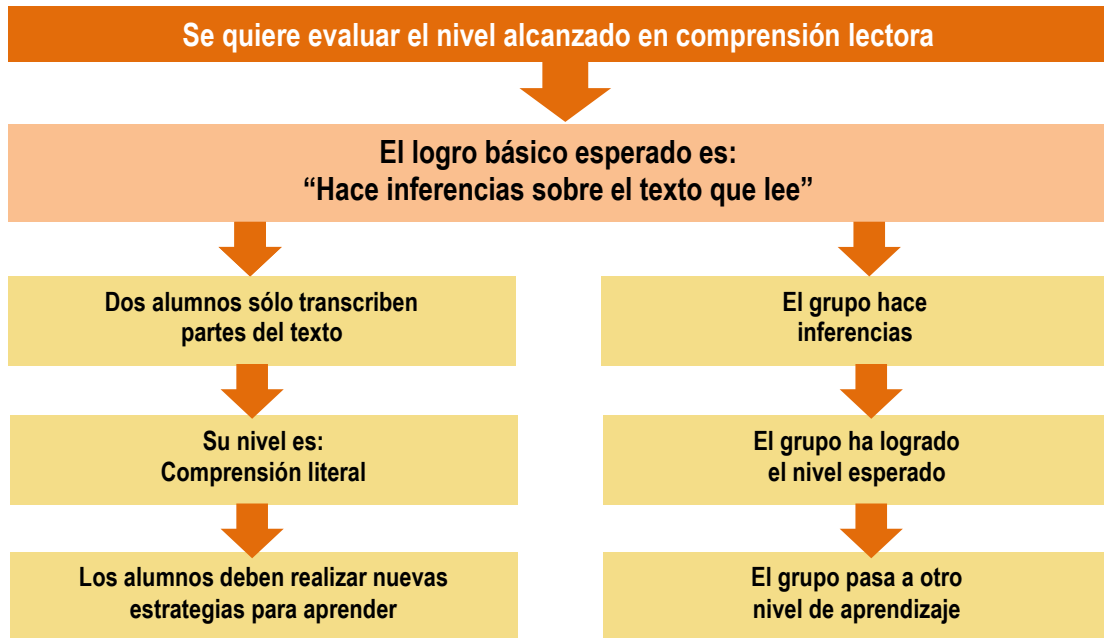 Se quiere evaluar el nivel alcanzado en comprensión lectora
El logro básico esperado es:
“Hace inferencias sobre el texto que lee”
Dos alumnos sólo transcriben
partes del texto
Su nivel es:
Comprensión literal
Los alumnos deben realizar nuevas
estrategias para aprender
El grupo hace
inferencias
El grupo ha logrado
el nivel esperado
El grupo pasa a otro
nivel de aprendizaje